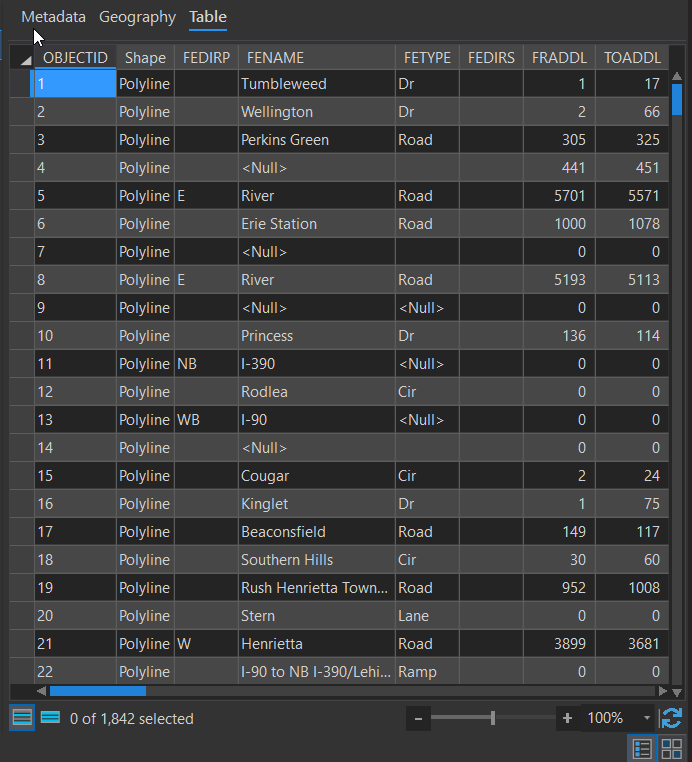 Metadata Geography Table
OBJECTID Shape FEDIRP FENAME FETYPE FEDIRS FRADDL TOADDL
1 Polyline Tumbleweed Dr 1 17
2 Polyline Wellington Dr 2 66
3 Polyline Perkins Green Road 305 325
4 Polyline <Null> 441 451
5 Polyline E River Road 5701 5571
6 Polyline Erie Station Road 1000 1078
7 Polyline <Null> 0 0
8 Polyline E River Road 5193 5113
9 Polyline <Null> <Null> 0 0
10 Polyline Princess Dr 136 114
11 Polyline NB I-390 <Null> 0 0
12 Polyline Rodlea Cir 0 0
13 Polyline WB I-90 <Null> 0 0
14 Polyline <Null> 0 0
15 Polyline Cougar Cir 2 24
16 Polyline Kinglet Dr 1 75
17 Polyline Beaconsfield Road 149 117
18 Polyline Southern Hills Cir 30 60
19 Polyline Rush Henrietta Town... Road 952 1008
20 Polyline Stern Lane 0 0
21 Polyline W Henrietta Road 3899 3681
22 Polyline I-90 to NB I-390/Lehi... Ramp 0 0
0 of 1,842 selected - + 100%